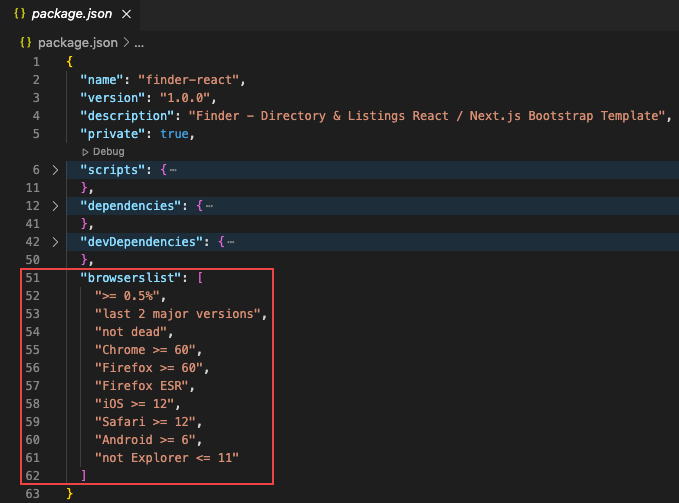 {} package.json ×
{} package.json > ...
1 {
2 "name": "finder-react",
3 "version": "1.0.0",
4 "description": "Finder – Directory & Listings React / Next.js Bootstrap Template",
5 "private": true,
▷ Debug
6 > "scripts": { ⋯
11 },
12 > "dependencies": { ⋯
41 },
42 > "devDependencies": { ⋯
50 },
51 "browserslist": [
52 ">= 0.5%",
53 "last 2 major versions",
54 "not dead",
55 "Chrome >= 60",
56 "Firefox >= 60",
57 "Firefox ESR",
58 "iOS >= 12",
59 "Safari >= 12",
60 "Android >= 6",
61 "not Explorer <= 11"
62 ]
63 }